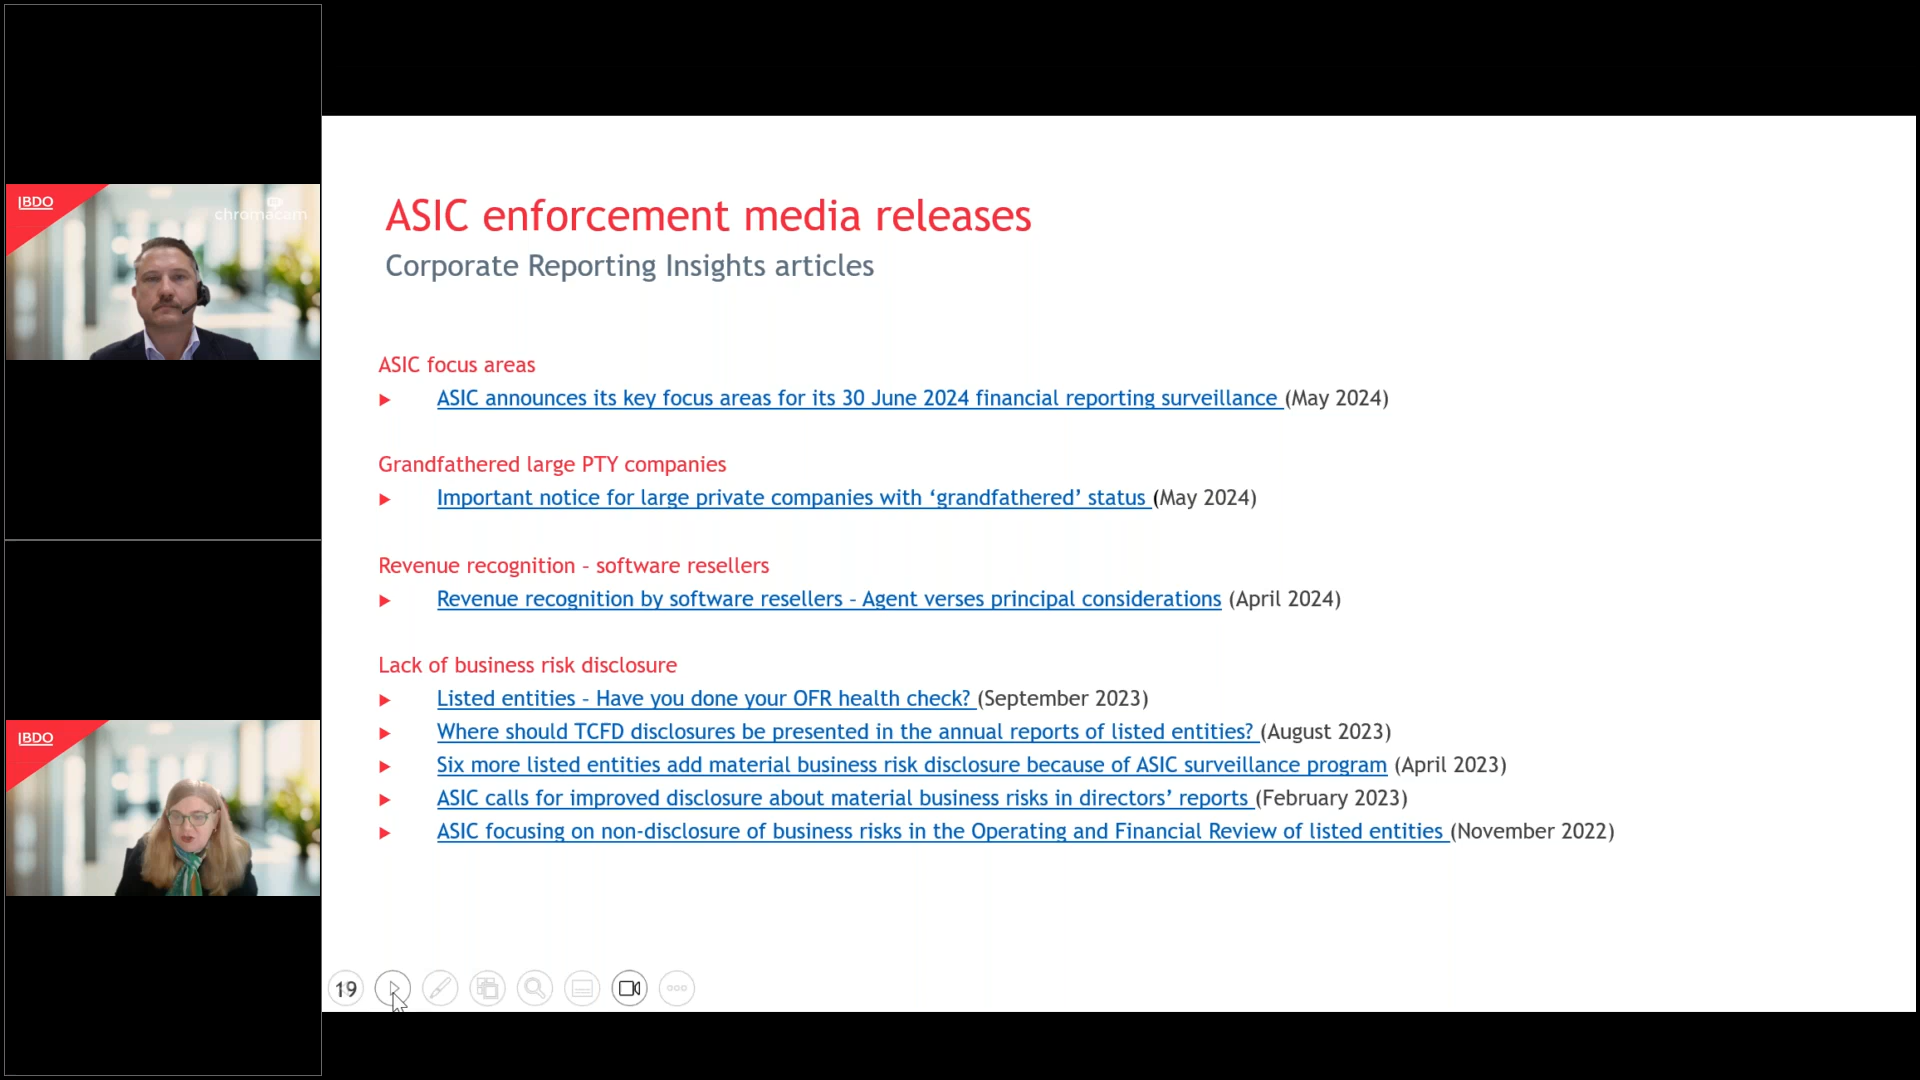 BDO
chromacam
BDO
ASIC enforcement media releases
Corporate Reporting Insights articles
ASIC focus areas
ASIC announces its key focus areas for its 30 June 2024 financial reporting surveillance (May 2024)
Grandfathered large PTY companies
Important notice for large private companies with ‘grandfathered’ status (May 2024)
Revenue recognition – software resellers
Revenue recognition by software resellers – Agent verses principal considerations (April 2024)
Lack of business risk disclosure
Listed entities – Have you done your OFR health check? (September 2023)
Where should TCFD disclosures be presented in the annual reports of listed entities? (August 2023)
Six more listed entities add material business risk disclosure because of ASIC surveillance program (April 2023)
ASIC calls for improved disclosure about material business risks in directors’ reports (February 2023)
ASIC focusing on non-disclosure of business risks in the Operating and Financial Review of listed entities (November 2022)
19